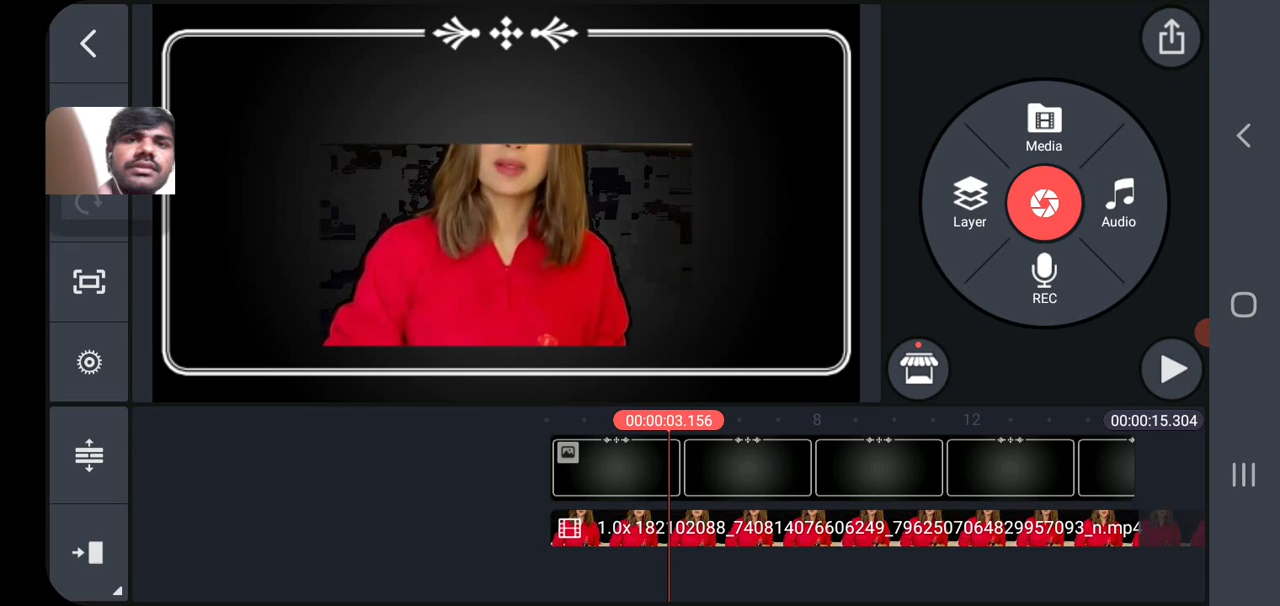 Media
Layer
Audio
REC
00:00:03.156
8
12
00:00:15.304
1.0x 182102088_740814076606249_7962507064829957093_n.mp4